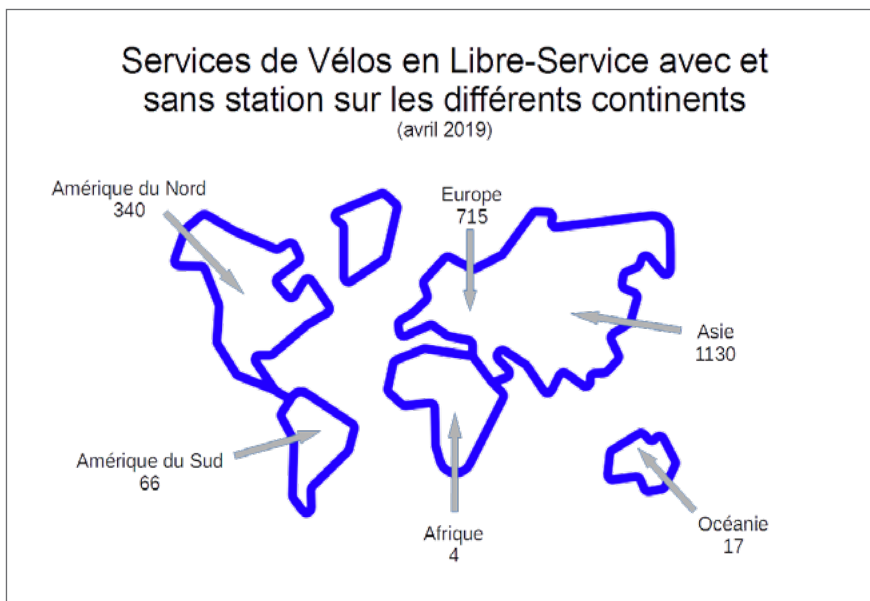 Services de Vélos en Libre-Service avec et
sans station sur les différents continents
(avril 2019)
Amérique du Nord
340
Europe
715
Asie
1130
Amérique du Sud
66
Afrique
4
Océanie
17